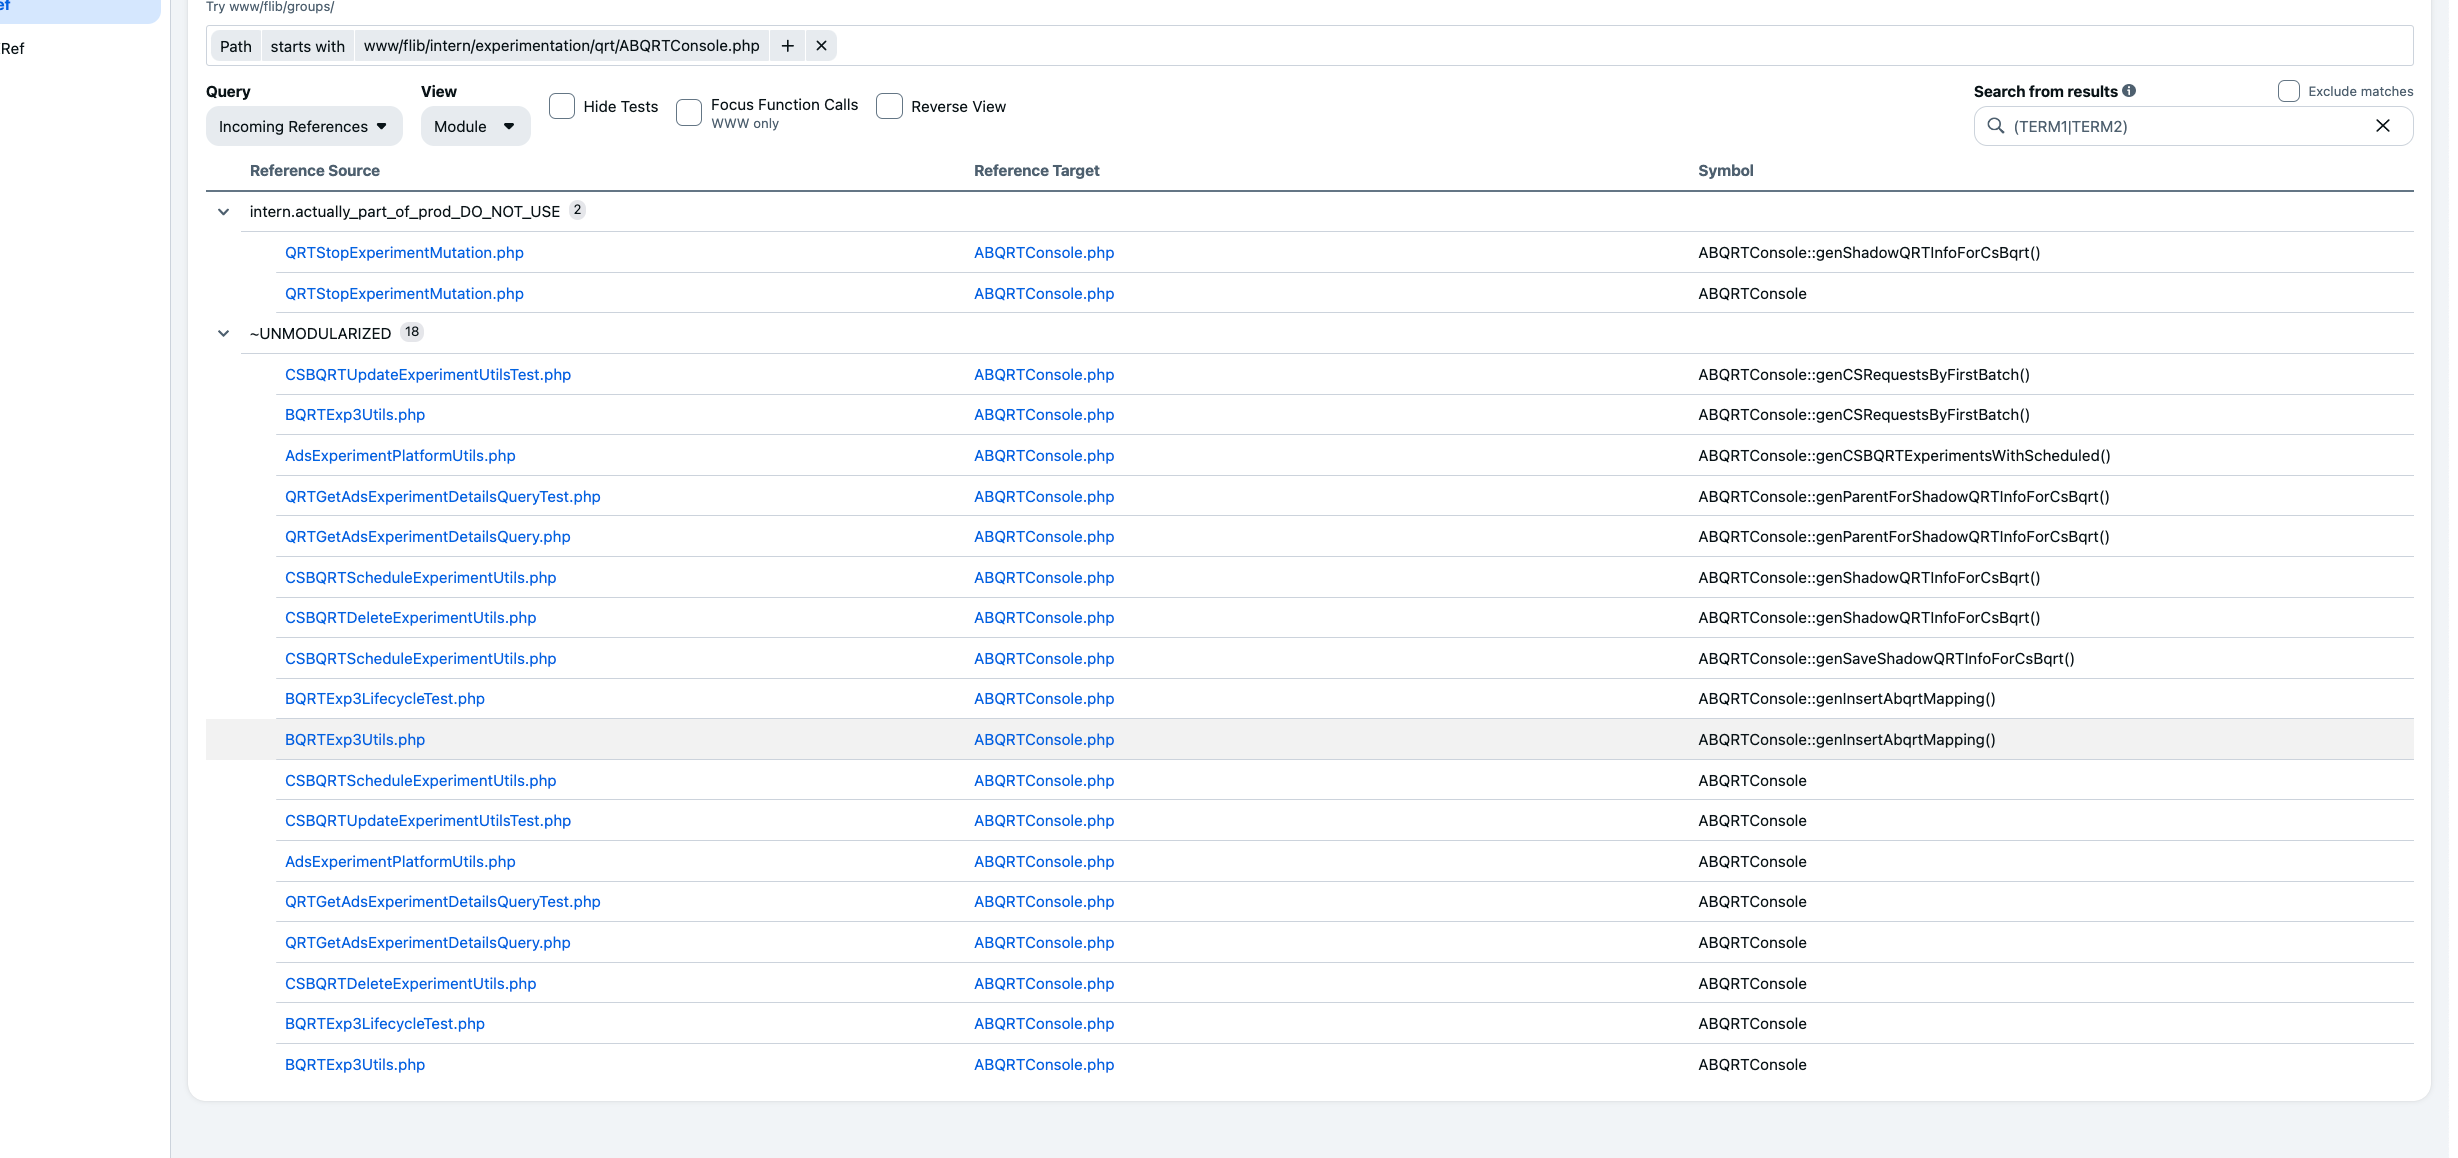 ef
Ref
Try www/flib/groups/
Path starts with www/flib/intern/experimentation/qrt/ABQRTConsole.php + ×
Query View Hide Tests Focus Function Calls Reverse View Search from results Exclude matches
Incoming References Module WWW only (TERM1|TERM2)
Reference Source Reference Target Symbol
intern.actually_part_of_prod_DO_NOT_USE 2
QRTStopExperimentMutation.php ABQRTConsole.php ABQRTConsole::genShadowQRTInfoForCsBqrt()
QRTStopExperimentMutation.php ABQRTConsole.php ABQRTConsole
~UNMODULARIZED 18
CSBQRTUpdateExperimentUtilsTest.php ABQRTConsole.php ABQRTConsole::genCSRequestsByFirstBatch()
BQRTExp3Utils.php ABQRTConsole.php ABQRTConsole::genCSRequestsByFirstBatch()
AdsExperimentPlatformUtils.php ABQRTConsole.php ABQRTConsole::genCSBQRTExperimentsWithScheduled()
QRTGetAdsExperimentDetailsQueryTest.php ABQRTConsole.php ABQRTConsole::genParentForShadowQRTInfoForCsBqrt()
QRTGetAdsExperimentDetailsQuery.php ABQRTConsole.php ABQRTConsole::genParentForShadowQRTInfoForCsBqrt()
CSBQRTScheduleExperimentUtils.php ABQRTConsole.php ABQRTConsole::genShadowQRTInfoForCsBqrt()
CSBQRTDeleteExperimentUtils.php ABQRTConsole.php ABQRTConsole::genShadowQRTInfoForCsBqrt()
CSBQRTScheduleExperimentUtils.php ABQRTConsole.php ABQRTConsole::genSaveShadowQRTInfoForCsBqrt()
BQRTExp3LifecycleTest.php ABQRTConsole.php ABQRTConsole::genInsertAbqrtMapping()
BQRTExp3Utils.php ABQRTConsole.php ABQRTConsole::genInsertAbqrtMapping()
CSBQRTScheduleExperimentUtils.php ABQRTConsole.php ABQRTConsole
CSBQRTUpdateExperimentUtilsTest.php ABQRTConsole.php ABQRTConsole
AdsExperimentPlatformUtils.php ABQRTConsole.php ABQRTConsole
QRTGetAdsExperimentDetailsQueryTest.php ABQRTConsole.php ABQRTConsole
QRTGetAdsExperimentDetailsQuery.php ABQRTConsole.php ABQRTConsole
CSBQRTDeleteExperimentUtils.php ABQRTConsole.php ABQRTConsole
BQRTExp3LifecycleTest.php ABQRTConsole.php ABQRTConsole
BQRTExp3Utils.php ABQRTConsole.php ABQRTConsole